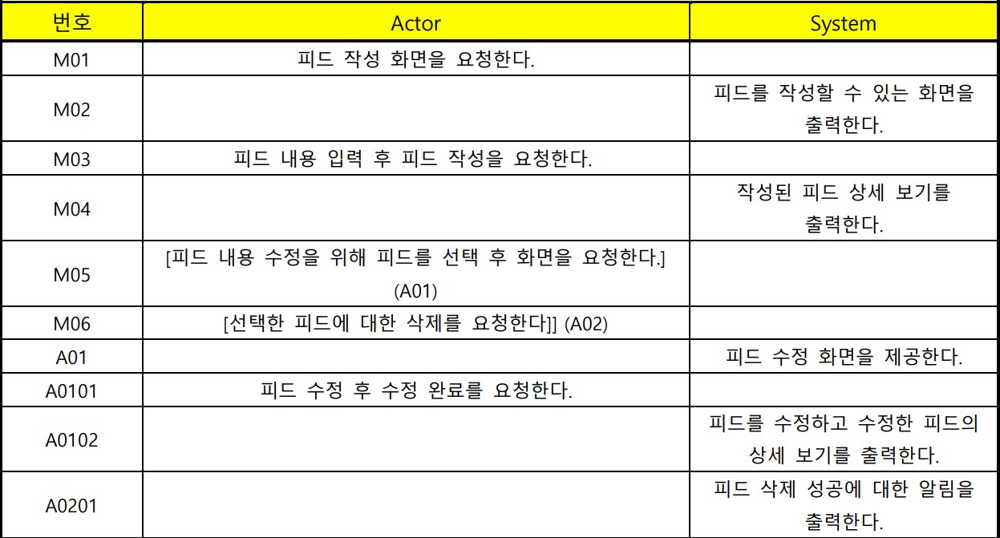 번호 Actor System
M01 피드 작성 화면을 요청한다.
M02 피드를 작성할 수 있는 화면을
출력한다.
M03 피드 내용 입력 후 피드 작성을 요청한다.
M04 작성된 피드 상세 보기를
출력한다.
M05 [피드 내용 수정을 위해 피드를 선택 후 화면을 요청한다.]
(A01)
M06 [선택한 피드에 대한 삭제를 요청한다]] (A02)
A01 피드 수정 화면을 제공한다.
A0101 피드 수정 후 수정 완료를 요청한다.
A0102 피드를 수정하고 수정한 피드의
상세 보기를 출력한다.
A0201 피드 삭제 성공에 대한 알림을
출력한다.